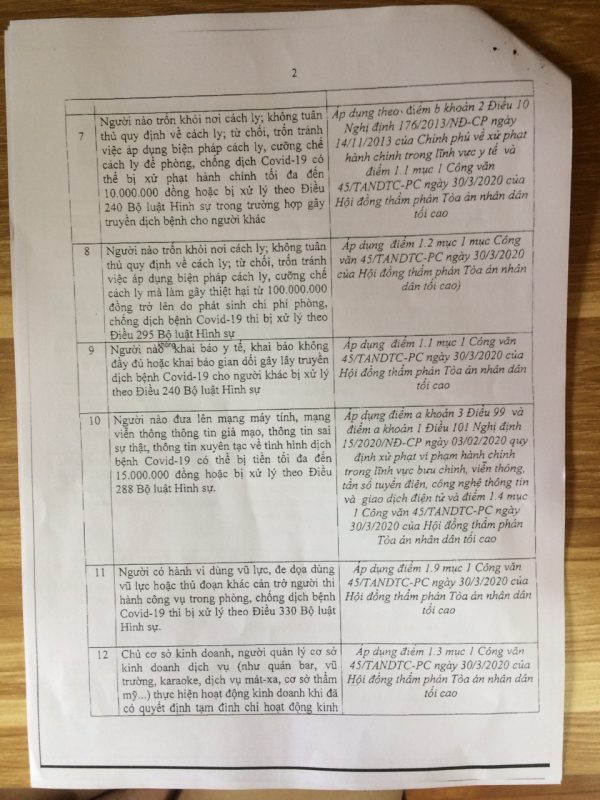 2
7
Người nào trốn khỏi nơi cách ly; không tuân
thủ quy định về cách ly; từ chối, trốn tránh
việc áp dụng biện pháp cách ly, cưỡng chế
cách ly đề phòng, chống dịch Covid-19 có
thể bị xử phạt hành chính tối đa đến
10.000.000 đồng hoặc bị xử lý theo Điều
240 Bộ luật Hình sự trong trường hợp gây
truyền dịch bệnh cho người khác
Áp dụng theo điểm b khoản 2 Điều 10
Nghị định 176/2013/NĐ-CP ngày
14/11/2013 của Chính phủ về xử phạt
hành chính trong lĩnh vực y tế và
điểm 1.1 mục 1 Công văn
45/TANDTC-PC ngày 30/3/2020 của
Hội đồng thẩm phán Tòa án nhân dân
tối cao
8
Người nào trốn khỏi nơi cách ly; không tuân
thủ quy định về cách ly; từ chối, trốn tránh
việc áp dụng biện pháp cách ly, cưỡng chế
cách ly mà làm gây thiệt hại từ 100.000.000
đồng trở lên do phát sinh chi phí phòng,
chống dịch bệnh Covid-19 thì bị xử lý theo
Điều 295 Bộ luật Hình sự
Áp dụng điểm 1.2 mục 1 mục Công
văn 45/TANDTC-PC ngày 30/3/2020
của Hội đồng thẩm phán Tòa án nhân
dân tối cao)
9
Người nào không khai báo y tế, khai báo không
đầy đủ hoặc khai báo gian dối gây lây truyền
dịch bệnh Covid-19 cho người khác bị xử lý
theo Điều 240 Bộ luật Hình sự
Áp dụng điểm 1.1 mục 1 Công văn
45/TANDTC-PC ngày 30/3/2020 của
Hội đồng thẩm phán Tòa án nhân dân
tối cao
10
Người nào đưa lên mạng máy tính, mạng
viễn thông thông tin giả mạo, thông tin sai
sự thật, thông tin xuyên tạc về tình hình dịch
bệnh Covid-19 có thể bị tiền tối đa đến
15.000.000 đồng hoặc bị xử lý theo Điều
288 Bộ luật Hình sự.
Áp dụng điểm a khoản 3 Điều 99 và
điểm a khoản 1 Điều 101 Nghị định
15/2020/NĐ-CP ngày 03/02/2020 quy
định xử phạt vi phạm hành chính
trong lĩnh vực bưu chính, viễn thông,
tần số tuyến điện, công nghệ thông tin
và giao dịch điện tử và điểm 1.4 mục
1 Công văn 45/TANDTC-PC ngày
30/3/2020 của Hội đồng thẩm phán
Tòa án nhân dân tối cao
11
Người có hành vi dùng vũ lực, đe dọa dùng
vũ lực hoặc thủ đoạn khác cản trở người thi
hành công vụ trong phòng, chống dịch bệnh
Covid-19 thì bị xử lý theo Điều 330 Bộ luật
Hình sự.
Áp dụng điểm 1.9 mục 1 Công văn
45/TANDTC-PC ngày 30/3/2020 của
Hội đồng thẩm phán Tòa án nhân dân
tối cao
12
Chủ cơ sở kinh doanh, người quản lý cơ sở
kinh doanh dịch vụ (như quán bar, vũ
trường, karaoke, dịch vụ mát-xa, cơ sở thẩm
mỹ...) thực hiện hoạt động kinh doanh khi đã
có quyết định tạm đình chỉ hoạt động kinh
Áp dụng điểm 1.3 mục 1 Công văn
45/TANDTC-PC ngày 30/3/2020 của
Hội đồng thẩm phán Tòa án nhân dân
tối cao